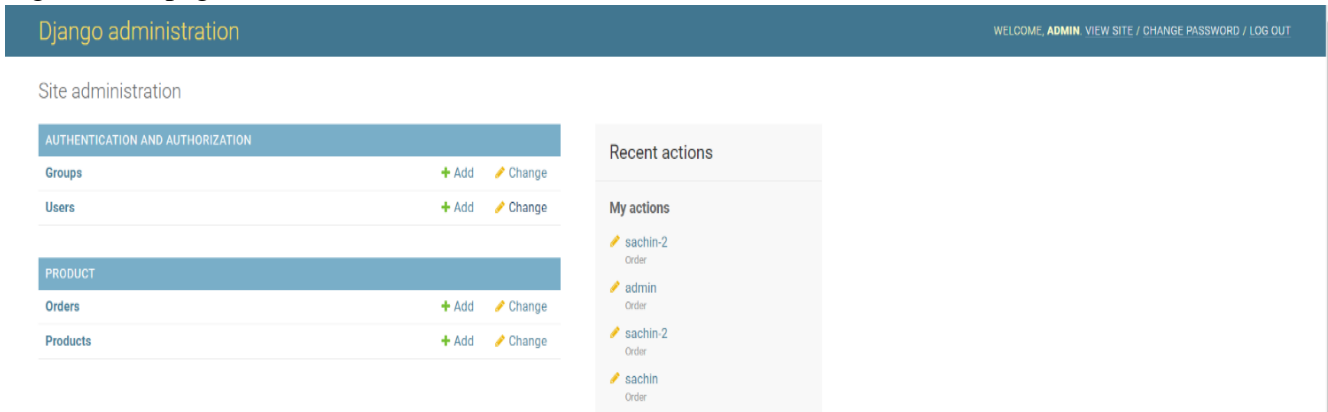 Django administration
WELCOME, ADMIN. VIEW SITE / CHANGE PASSWORD / LOG OUT
Site administration
AUTHENTICATION AND AUTHORIZATION
Groups + Add Change
Users + Add Change
PRODUCT
Orders + Add Change
Products + Add Change
Recent actions
My actions
sachin-2
Order
admin
Order
sachin-2
Order
sachin
Order